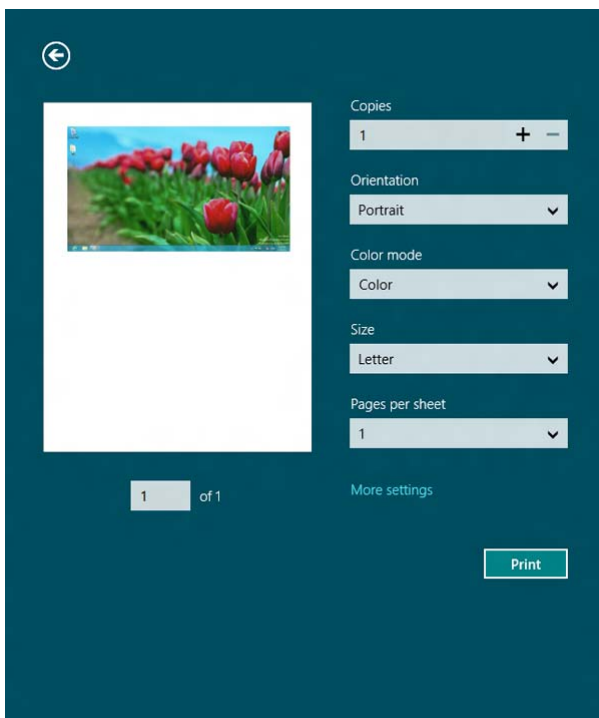 Copies
1
Orientation
Portrait
Color mode
Color
Size
Letter
Pages per sheet
1
1 of 1
More settings
Print